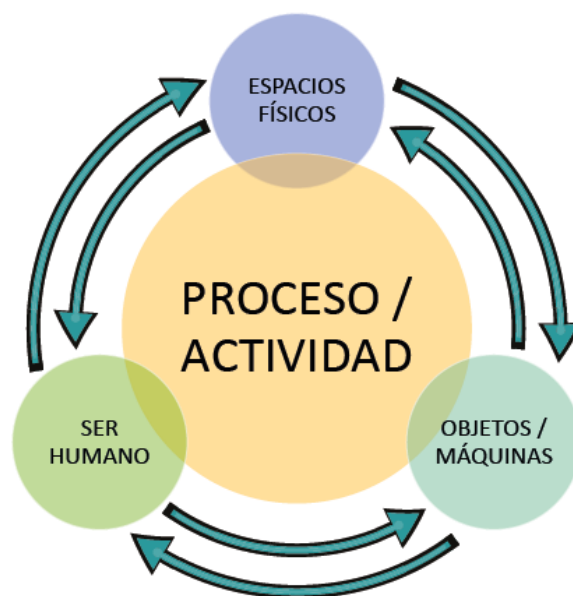 ESPACIOS
FÍSICOS
PROCESO /
ACTIVIDAD
SER
HUMANO
OBJETOS /
MÁQUINAS